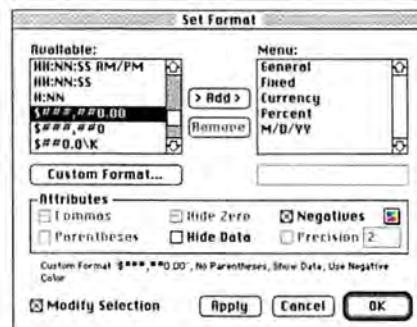 Set Format
Available:
HH:NN:SS AM/PM
HH:NN:SS
H:NN
$###,##0.00
$###,##0
$##0.0\K
> Add >
Remove
Menu:
General
Fixed
Currency
Percent
M/D/YY
Custom Format...
Attributes
Commas
Hide Zero
Negatives
Parentheses
Hide Data
Precision 2
Custom Format '$###,##0.00', No Parentheses, Show Data, Use Negative
Color
Modify Selection
Apply
Cancel
OK